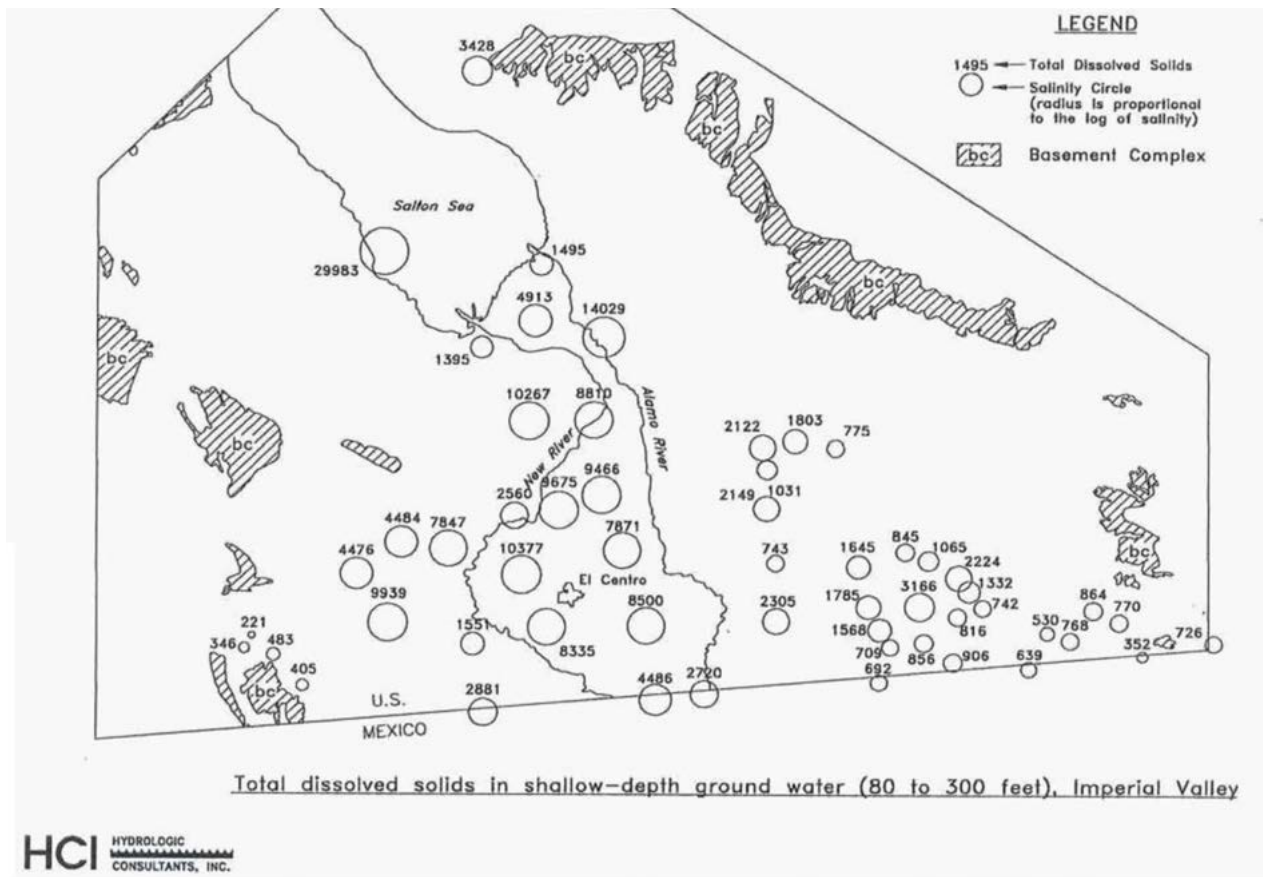 LEGEND
1495
Total Dissolved Solids
Salinity Circle
(radius is proportional
to the log of salinity)
bc
Basement Complex
3428
bc
bc
Salton Sea
29983
1495
4913
14029
bc
bc
1395
10267
8810
Alamo River
New River
bc
2122
1803
775
2560
9675
9466
2149
1031
4484
7847
7871
4476
10377
El Centro
743
1645
845
1065
2224
1332
bc
9939
1551
8335
8500
2305
1785
3166
742
816
1568
709
856
906
692
530
864
770
768
639
352
726
221
346
483
405
bc
2881
4486
2720
U.S.
MEXICO
Total dissolved solids in shallow-depth ground water (80 to 300 feet), Imperial Valley
HCI
HYDROLOGIC
CONSULTANTS, INC.